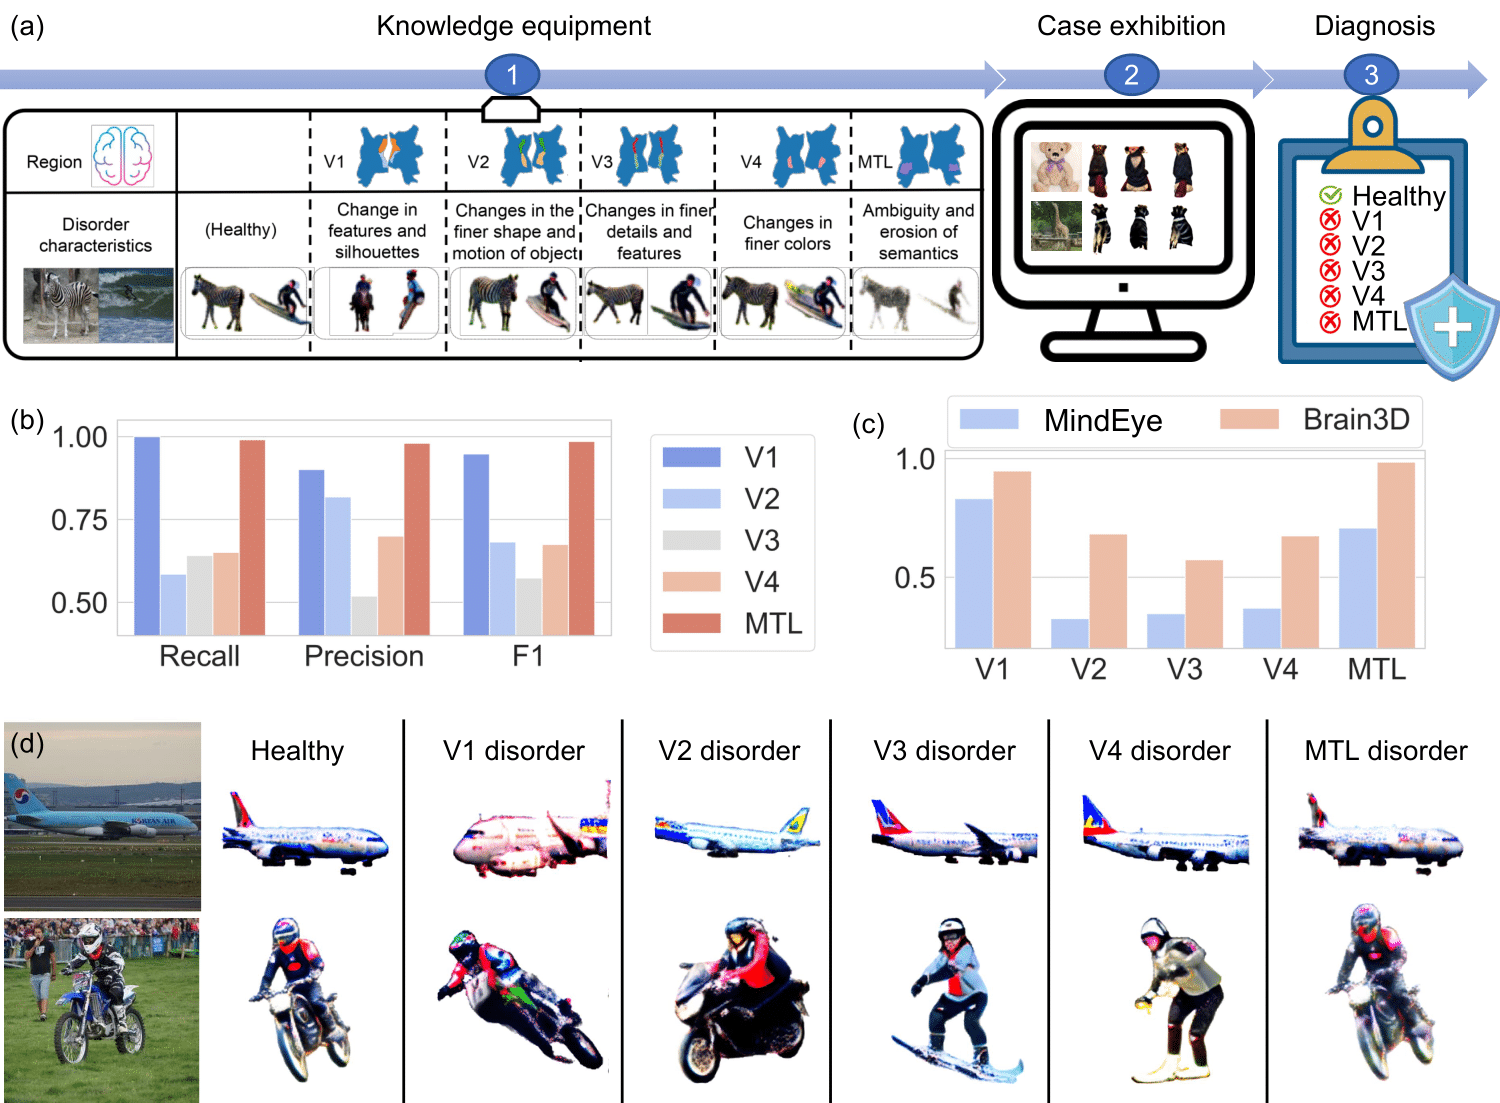 (a)
Knowledge equipment
Case exhibition
Diagnosis
1
2
3
Region
V1
V2
V3
V4
MTL
Disorder
characteristics
(Healthy)
Change in
features and
silhouettes
Changes in the
finer shape and
motion of object
Changes in finer
details and
features
Changes in
finer colors
Ambiguity and
erosion of
semantics
Healthy
V1
V2
V3
V4
MTL
(b)
1.00
0.75
0.50
Recall
Precision
F1
V1
V2
V3
V4
MTL
(c)
MindEye
Brain3D
1.0
0.5
V1
V2
V3
V4
MTL
(d)
Healthy
V1 disorder
V2 disorder
V3 disorder
V4 disorder
MTL disorder
KOREAN AIR